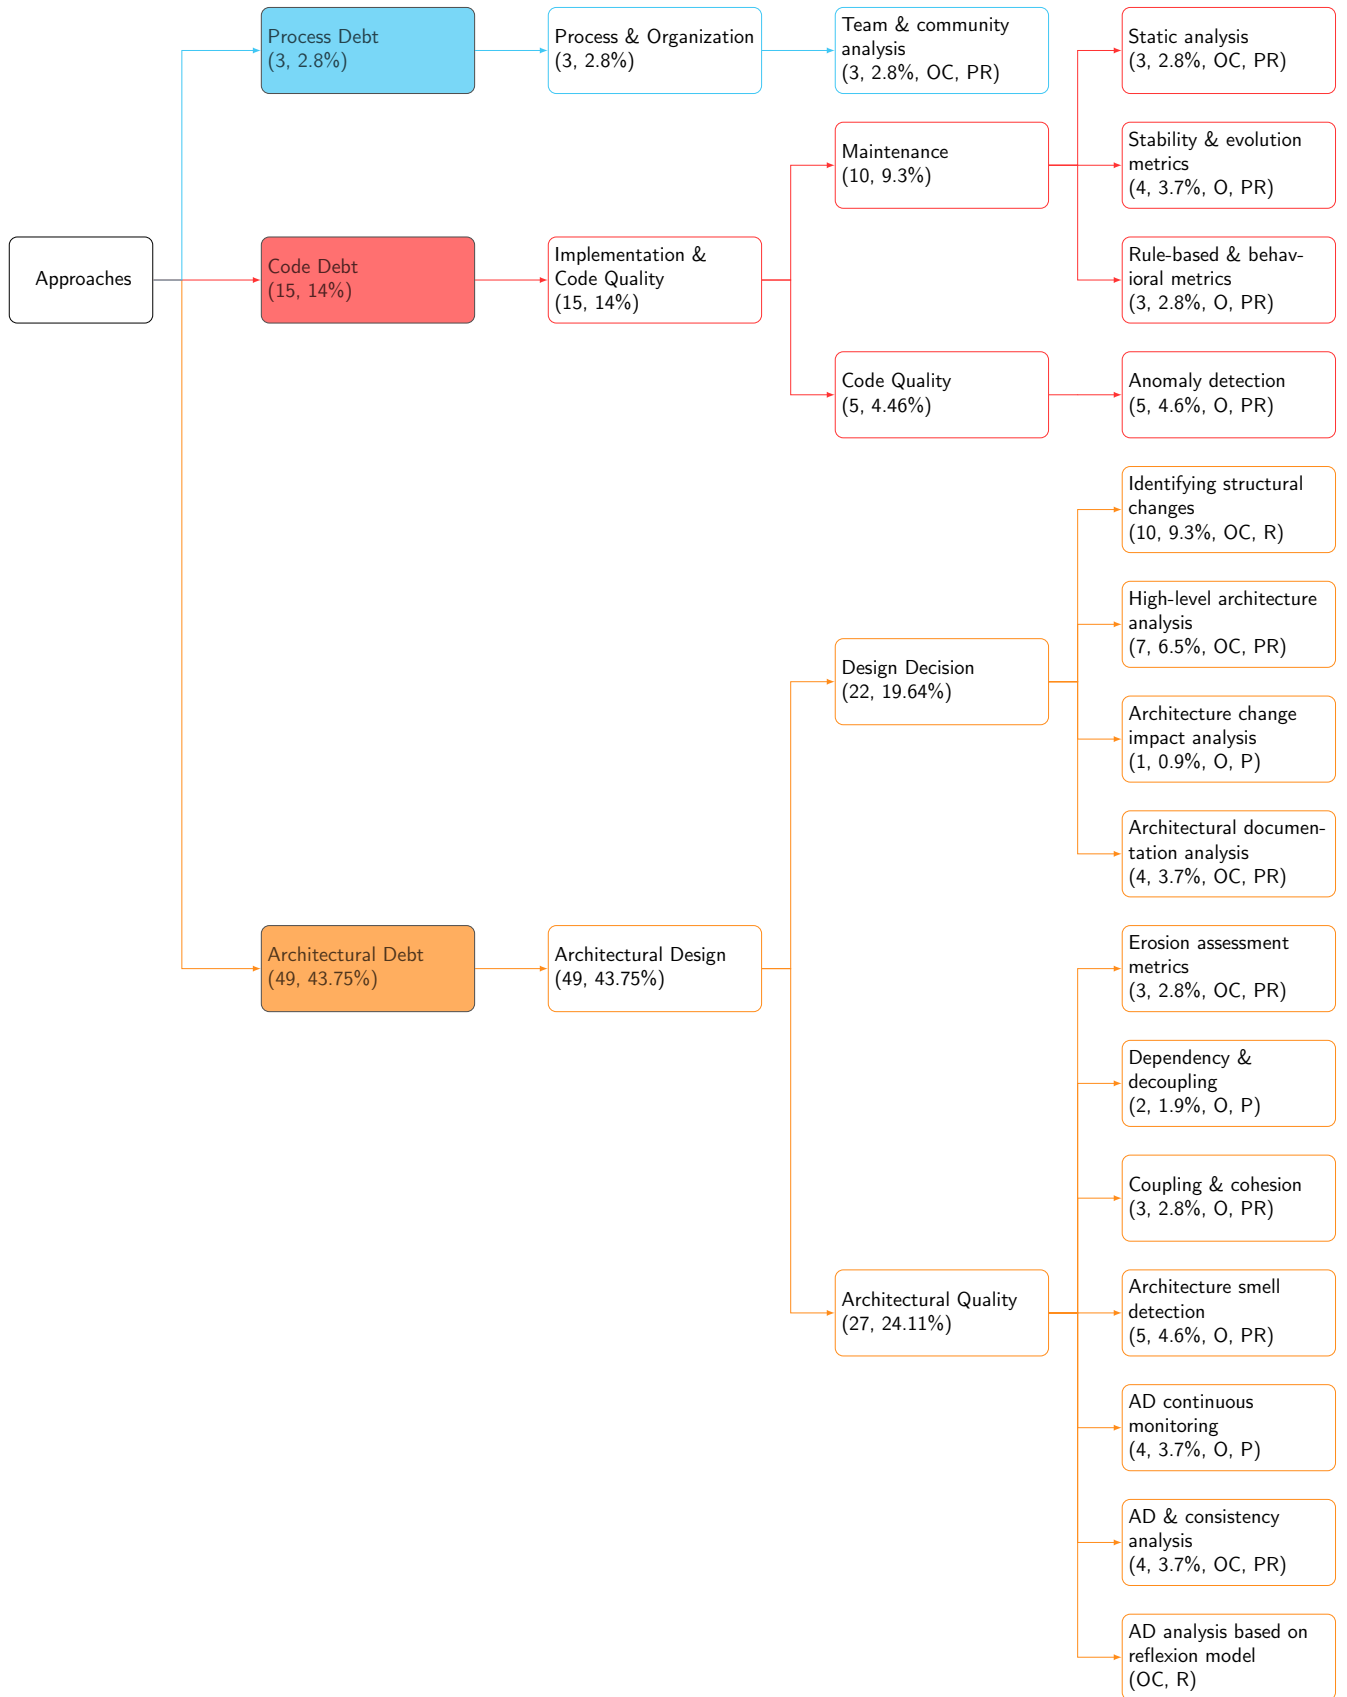 Approaches
Process Debt
(3, 2.8%)
Process & Organization
(3, 2.8%)
Team & community
analysis
(3, 2.8%, OC, PR)
Code Debt
(15, 14%)
Implementation &
Code Quality
(15, 14%)
Maintenance
(10, 9.3%)
Static analysis
(3, 2.8%, OC, PR)
Stability & evolution
metrics
(4, 3.7%, O, PR)
Rule-based & behav-
ioral metrics
(3, 2.8%, O, PR)
Code Quality
(5, 4.46%)
Anomaly detection
(5, 4.6%, O, PR)
Architectural Debt
(49, 43.75%)
Architectural Design
(49, 43.75%)
Design Decision
(22, 19.64%)
Identifying structural
changes
(10, 9.3%, OC, R)
High-level architecture
analysis
(7, 6.5%, OC, PR)
Architecture change
impact analysis
(1, 0.9%, O, P)
Architectural documen-
tation analysis
(4, 3.7%, OC, PR)
Architectural Quality
(27, 24.11%)
Erosion assessment
metrics
(3, 2.8%, OC, PR)
Dependency &
decoupling
(2, 1.9%, O, P)
Coupling & cohesion
(3, 2.8%, O, PR)
Architecture smell
detection
(5, 4.6%, O, PR)
AD continuous
monitoring
(4, 3.7%, O, P)
AD & consistency
analysis
(4, 3.7%, OC, PR)
AD analysis based on
reflexion model
(OC, R)